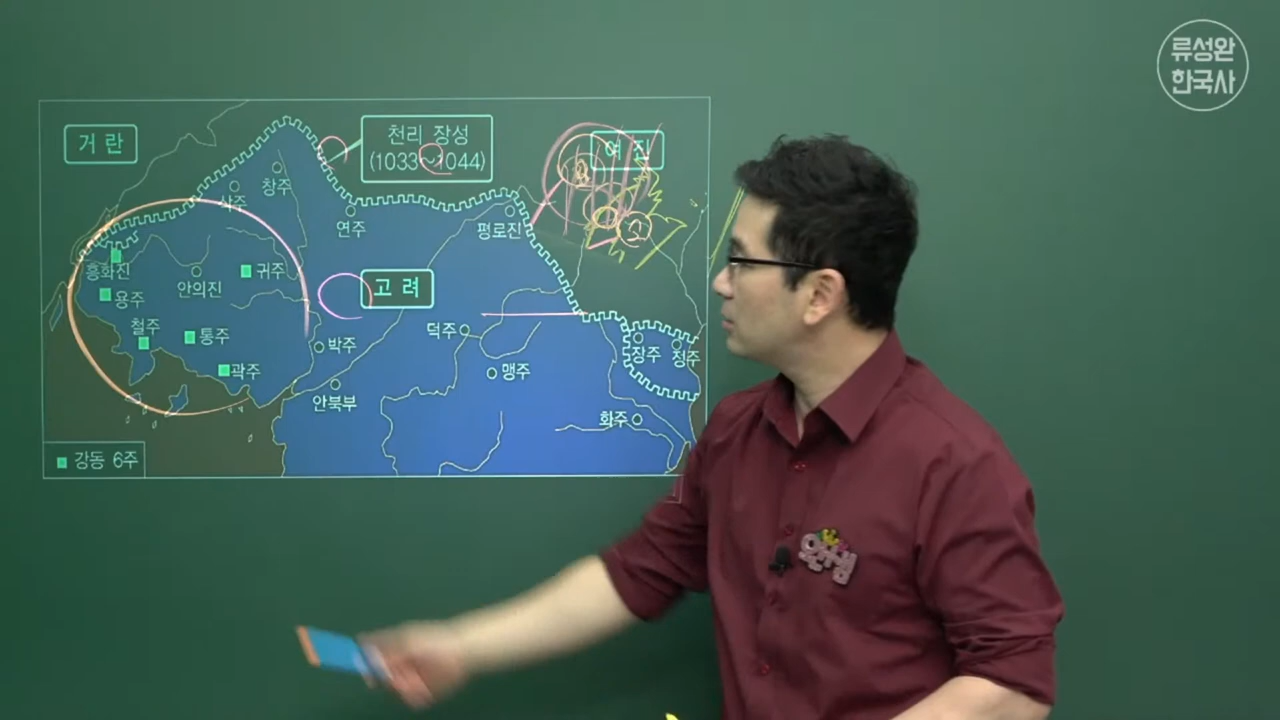 류성완
한국사
거란
천리 장성
(1033~1044)
여진
창주
삭주
연주
평로진
흥화진
안의진
귀주
고려
용주
철주
통주
덕주
장주
정주
박주
곽주
맹주
안북부
화주
강동 6주
완쌤